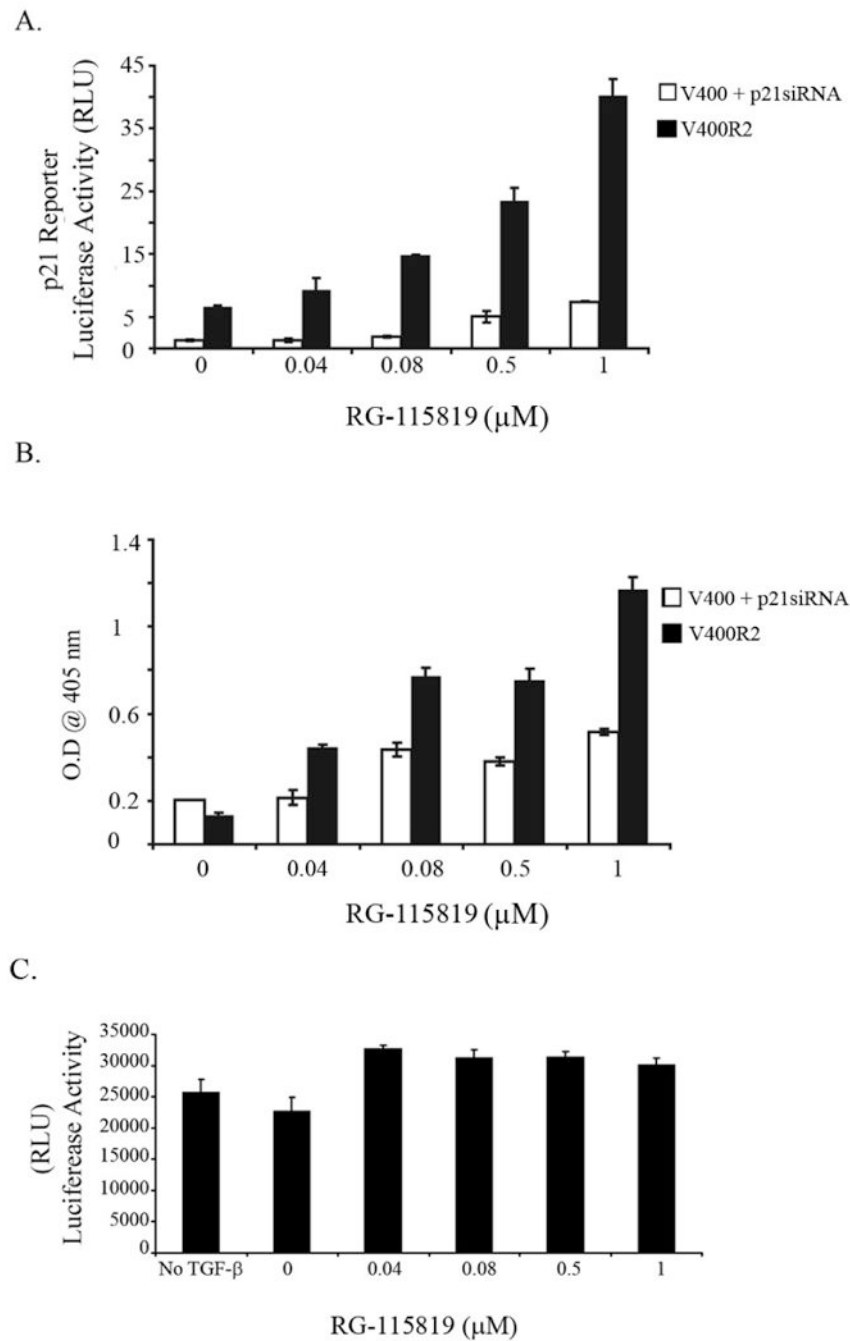 A.
45
35
25
15
5
0
p21 Reporter
Luciferase Activity (RLU)
V400 + p21siRNA
V400R2
0 0.04 0.08 0.5 1
RG-115819 (μM)
B.
1.4
1
0.6
0.2
0
O.D @ 405 nm
V400 + p21siRNA
V400R2
0 0.04 0.08 0.5 1
RG-115819 (μM)
C.
35000
30000
25000
20000
15000
10000
5000
0
(RLU)
Luciferease Activity
No TGF-β 0 0.04 0.08 0.5 1
RG-115819 (μM)